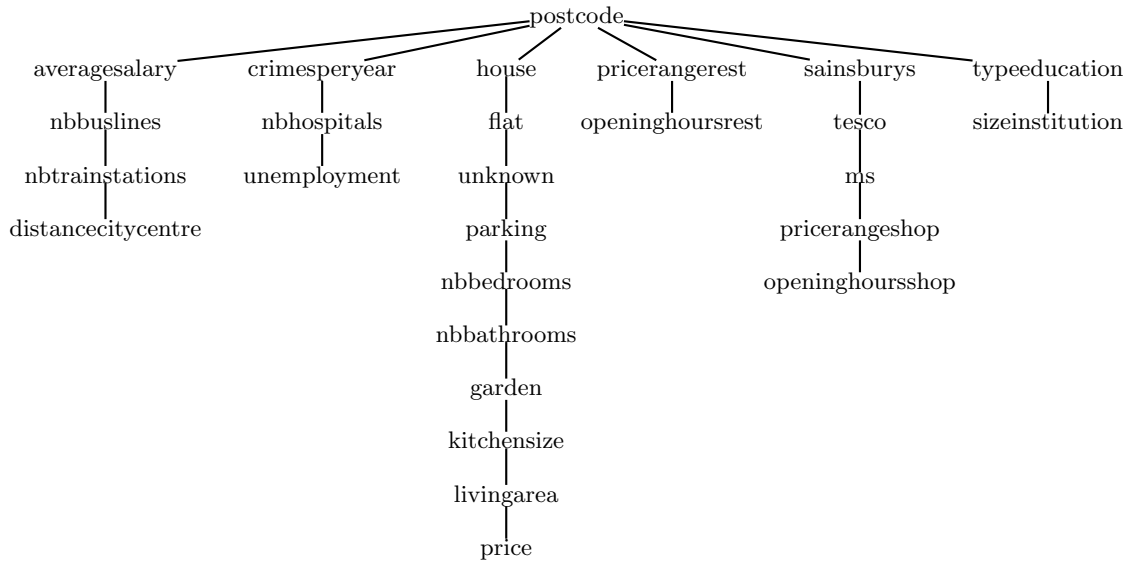 postcode
averagesalary crimesperyear house pricerangerest sainsburys typeeducation
nbbuslines nbhospitals flat openinghoursrest tesco sizeinstitution
nbtrainstations unemployment unknown ms
distancecitycentre parking pricerangeshop
nbbedrooms openinghoursshop
nbbathrooms
garden
kitchensize
livingarea
price